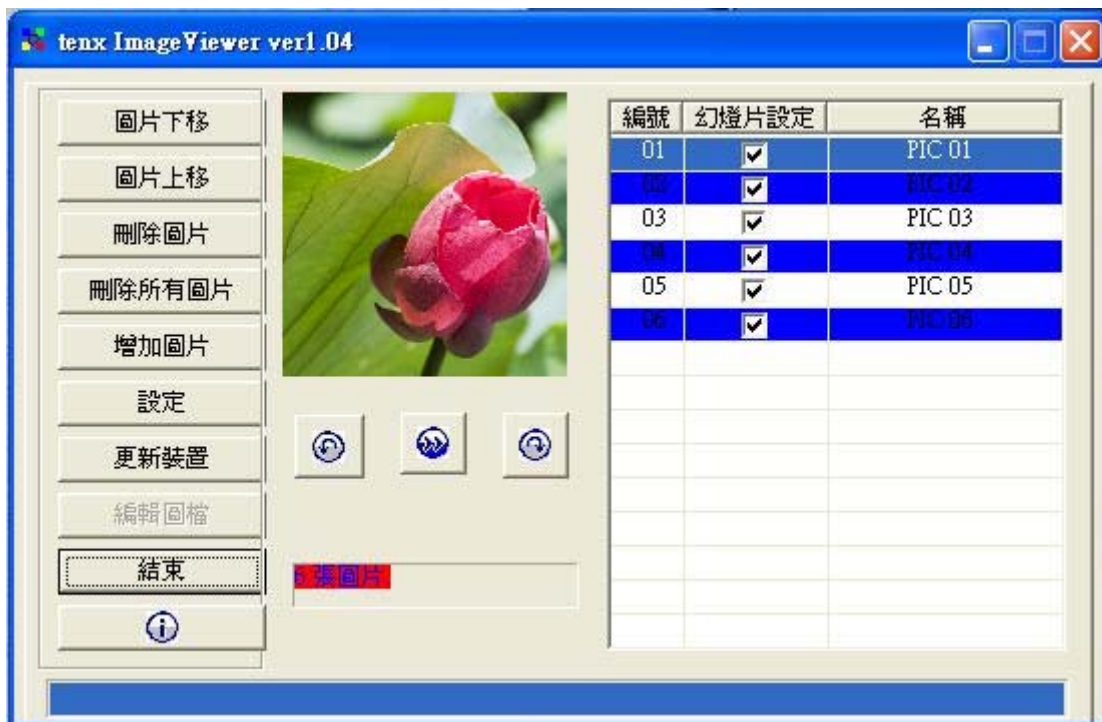 tenx ImageViewer ver1.04
圖片下移
圖片上移
刪除圖片
刪除所有圖片
增加圖片
設定
更新裝置
編輯圖檔
結束
6 張圖片
編號 幻燈片設定 名稱
01 PIC 01
02 PIC 02
03 PIC 03
04 PIC 04
05 PIC 05
06 PIC 06